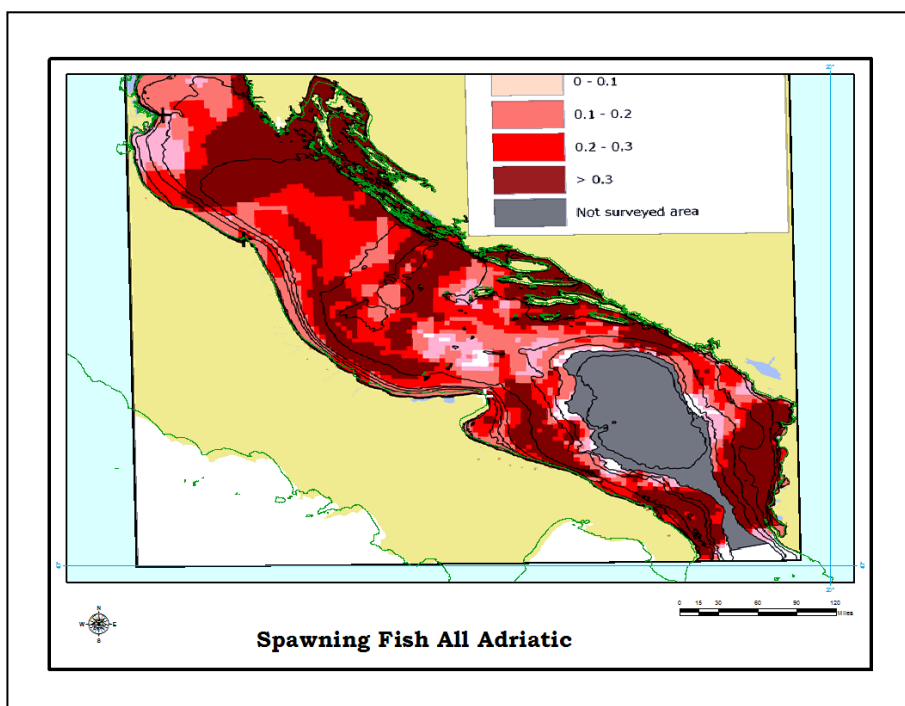 0 - 0.1
0.1 - 0.2
0.2 - 0.3
> 0.3
Not surveyed area
N
W E
S
0 15 30 60 90 120
Miles
Spawning Fish All Adriatic